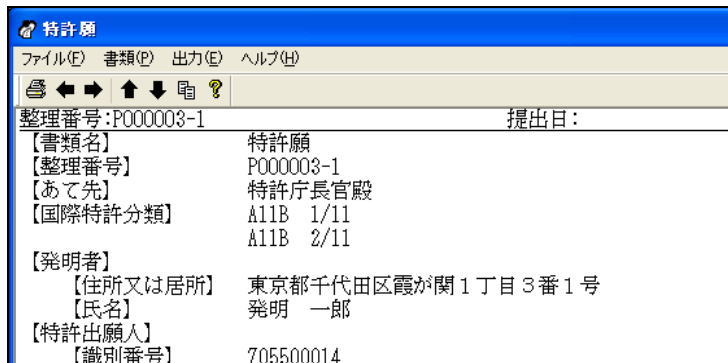 特許願
ファイル(F) 書類(P) 出力(E) ヘルプ(H)
整理番号:P000003-1 提出日:
【書類名】 特許願
【整理番号】 P000003-1
【あて先】 特許庁長官殿
【国際特許分類】 A11B 1/11
A11B 2/11
【発明者】
【住所又は居所】 東京都千代田区霞が関1丁目3番1号
【氏名】 発明 一郎
【特許出願人】
【識別番号】 705500014